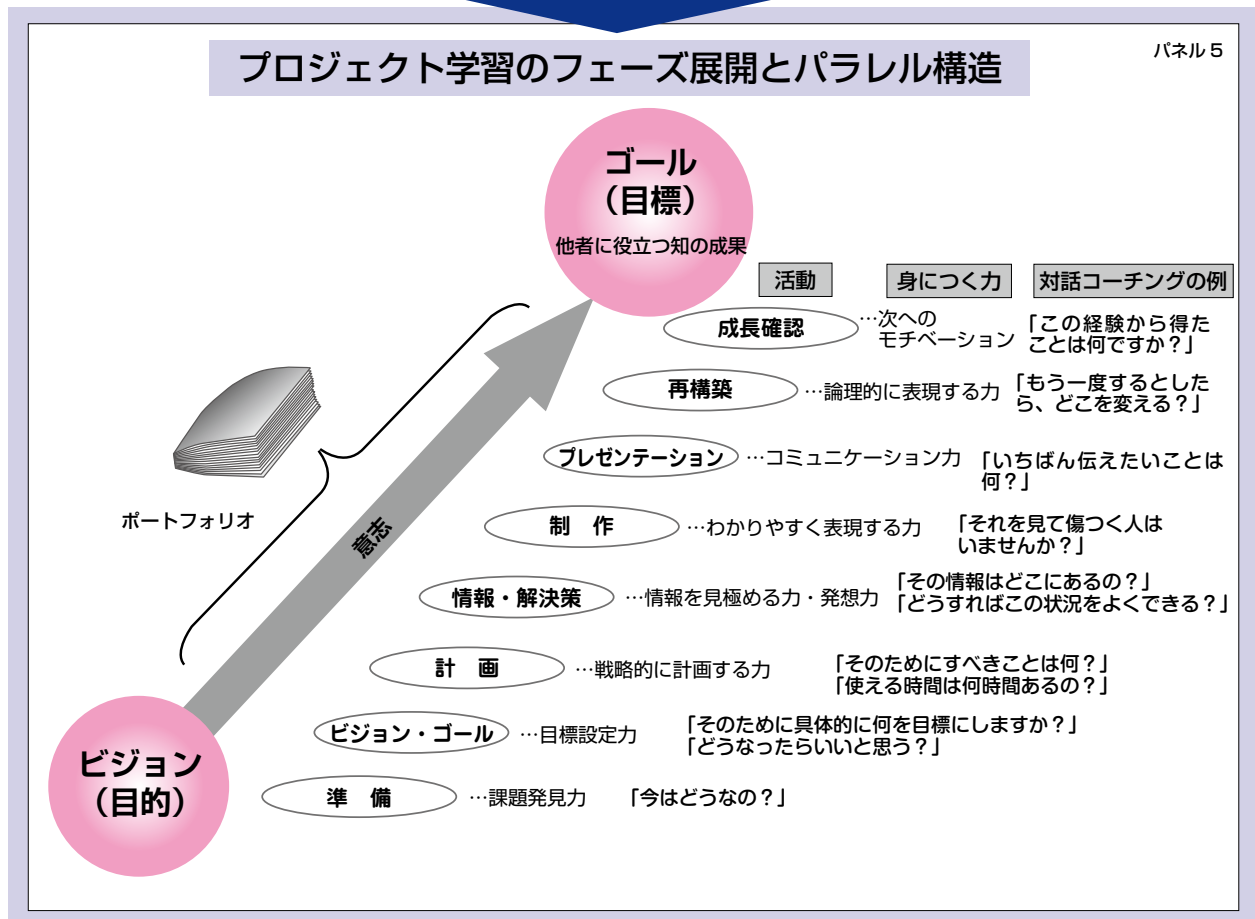 パネル 5
プロジェクト学習のフェーズ展開とパラレル構造
ゴール
（目標）
他者に役立つ知の成果
活動
身につく力
対話コーチングの例
成長確認
…次への
モチベーション
「この経験から得た
ことは何ですか？」
再構築
…論理的に表現する力
「もう一度するとした
ら、どこを変える？」
プレゼンテーション
…コミュニケーション力
「いちばん伝えたいことは
何？」
制　作
…わかりやすく表現する力
「それを見て傷つく人は
いませんか？」
情報・解決策
…情報を見極める力・発想力
「その情報はどこにあるの？」
「どうすればこの状況をよくできる？」
計　画
…戦略的に計画する力
「そのためにすべきことは何？」
「使える時間は何時間あるの？」
ビジョン・ゴール
…目標設定力
「そのために具体的に何を目標にしますか？」
「どうなったらいいと思う？」
準　備
…課題発見力
「今はどうなの？」
ポートフォリオ
意志
ビジョン
（目的）